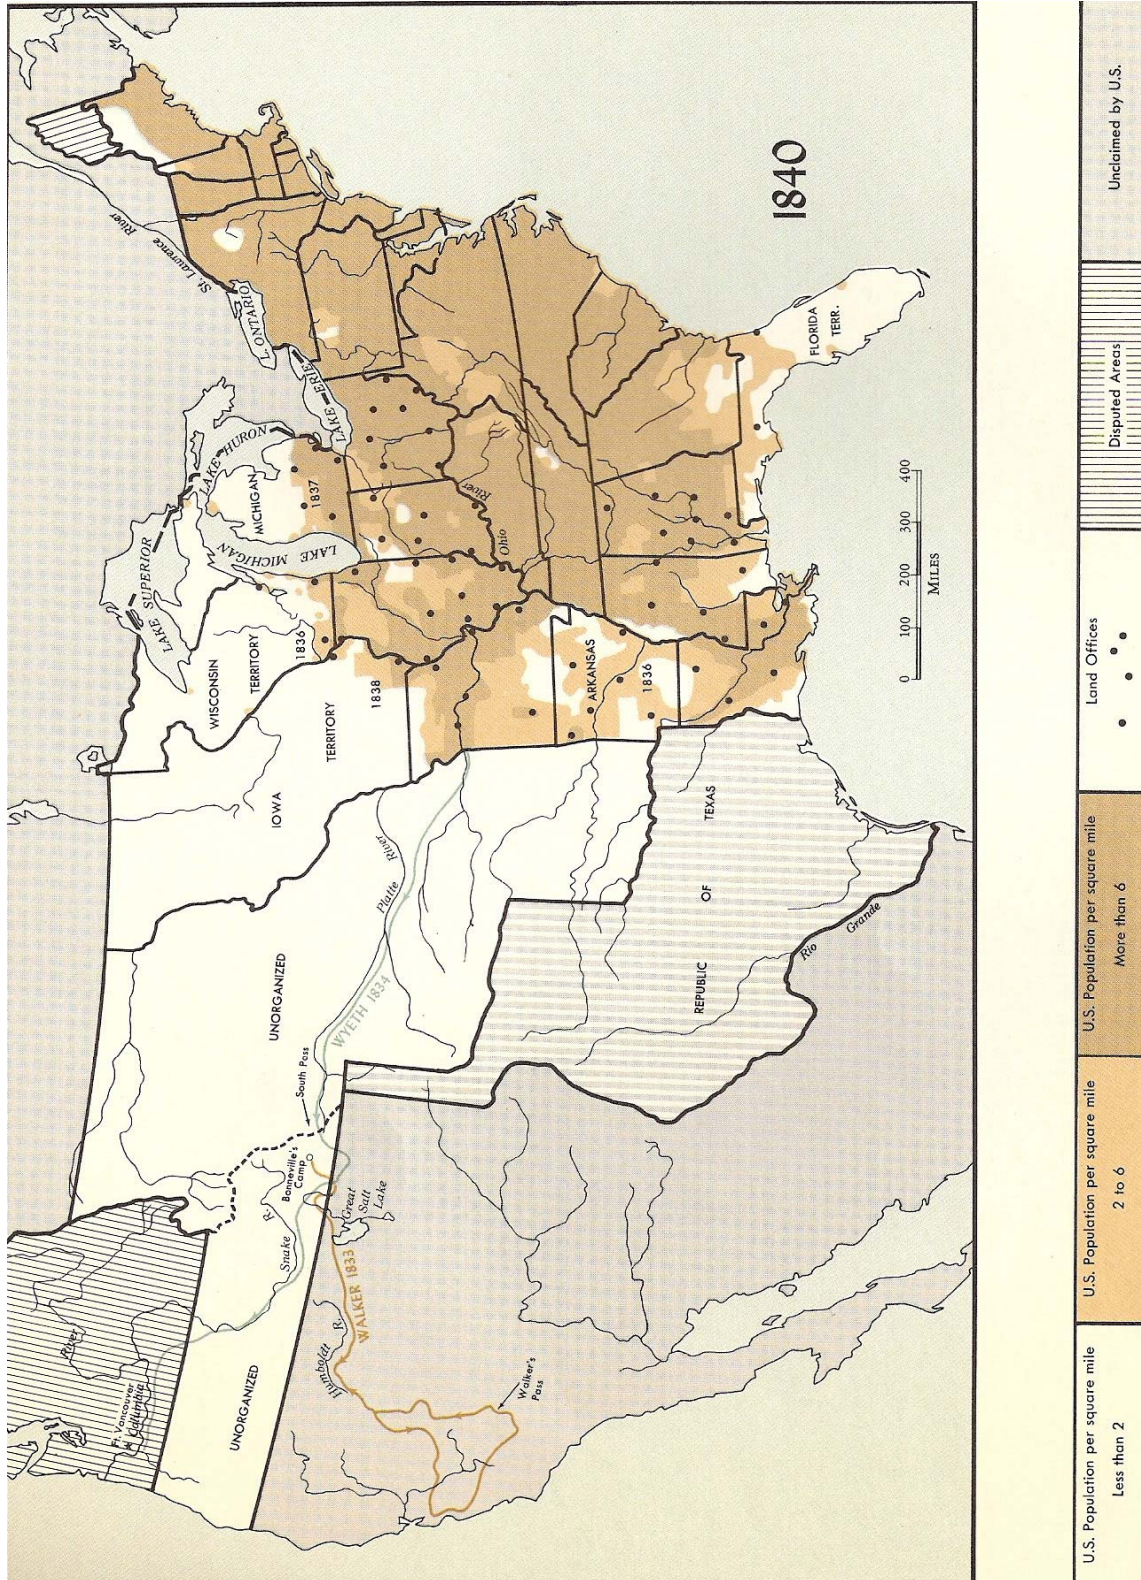 1840
St. Lawrence
River
L. ONTARIO
LAKE ERIE
LAKE HURON
LAKE SUPERIOR
LAKE MICHIGAN
MICHIGAN
1837
WISCONSIN
TERRITORY
1836
IOWA
TERRITORY
1838
Ohio
River
ARKANSAS
1836
FLORIDA
TERR.
UNORGANIZED
Platte
River
WYETH 1834
South Pass
Bonneville's
Camp
Snake
R.
Great
Salt
Lake
WALKER 1833
Humboldt
R.
Walker's
Pass
UNORGANIZED
Ft. Vancouver
Columbia
River
REPUBLIC
OF
TEXAS
Rio
Grande
0 100 200 300 400
MILES
U.S. Population per square mile
Less than 2
U.S. Population per square mile
2 to 6
U.S. Population per square mile
More than 6
Land Offices
Disputed Areas
Unclaimed by U.S.